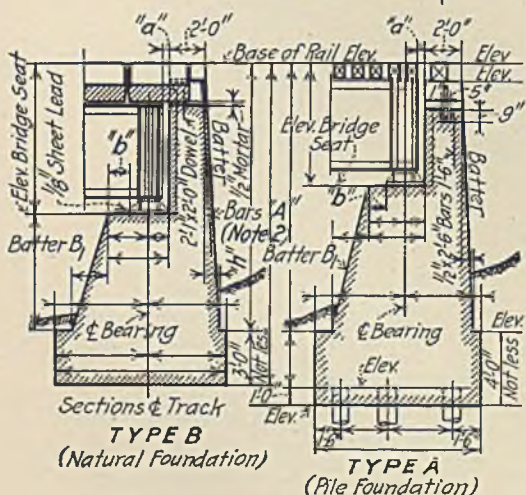 "a"
2'-0"
Base of Rail Elev.
Elev. Bridge Seat
1/8" Sheet Lead
"b"
2'-1"x2'-0" Dowel
1/2" Mortar
Batter
Bars "A"
(Note 2)
"h"
Batter B1
℄ Bearing
3'-0"
Not less
Sections ℄ Track
TYPE B
(Natural Foundation)
"a"
2'-0"
Elev.
Elev.
1"
5"
9"
Elev. Bridge
Seat
"b"
Batter
Batter B1
℄ Bearing
Elev.
4'-0"
Not less
Elev.
1'-0"
Elev.
1'-6"
1'-6"
TYPE A
(Pile Foundation)